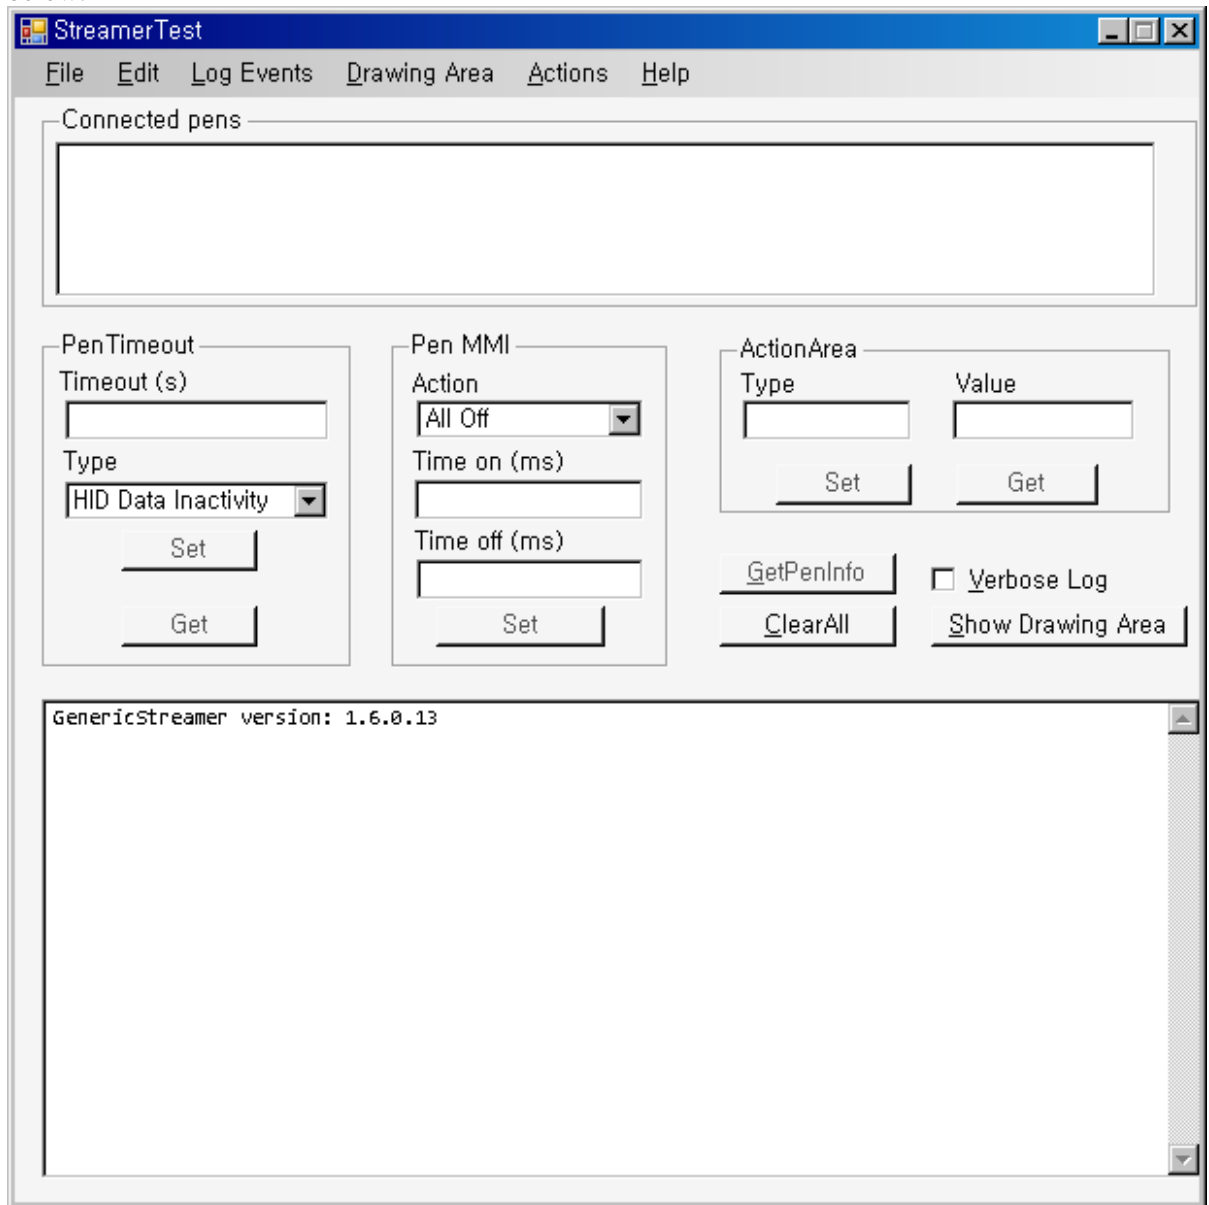 StreamerTest
File Edit Log Events Drawing Area Actions Help
Connected pens
PenTimeout
Timeout (s)
Type
HID Data Inactivity
Set
Get
Pen MMI
Action
All Off
Time on (ms)
Time off (ms)
Set
ActionArea
Type Value
Set Get
GetPenInfo
Verbose Log
ClearAll
Show Drawing Area
GenericStreamer version: 1.6.0.13